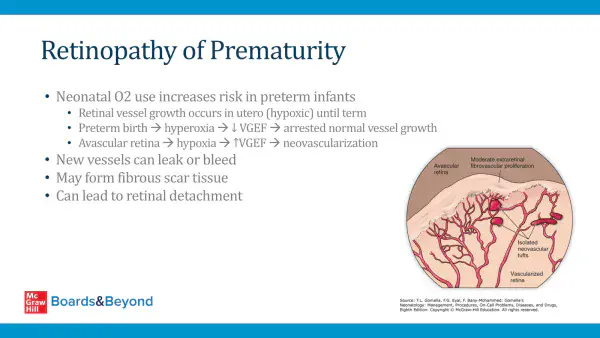 Retinopathy of Prematurity
• Neonatal O2 use increases risk in preterm infants
• Retinal vessel growth occurs in utero (hypoxic) until term
• Preterm birth → hyperoxia → ↓ VGEF → arrested normal vessel growth
• Avascular retina → hypoxia → ↑VGEF → neovascularization
• New vessels can leak or bleed
• May form fibrous scar tissue
• Can lead to retinal detachment
Avascular
retina
Moderate extraretinal
fibrovascular proliferation
Isolated
neovascular
tufts
Vascularized
retina
Source: T.L. Gomella, F.G. Eyal, F. Bany-Mohammed: Gomella's
Neonatology: Management, Procedures, On-Call Problems, Diseases, and Drugs,
Eighth Edition: Copyright © McGraw-Hill Education. All rights reserved.
Mc
Graw
Hill
Boards&Beyond